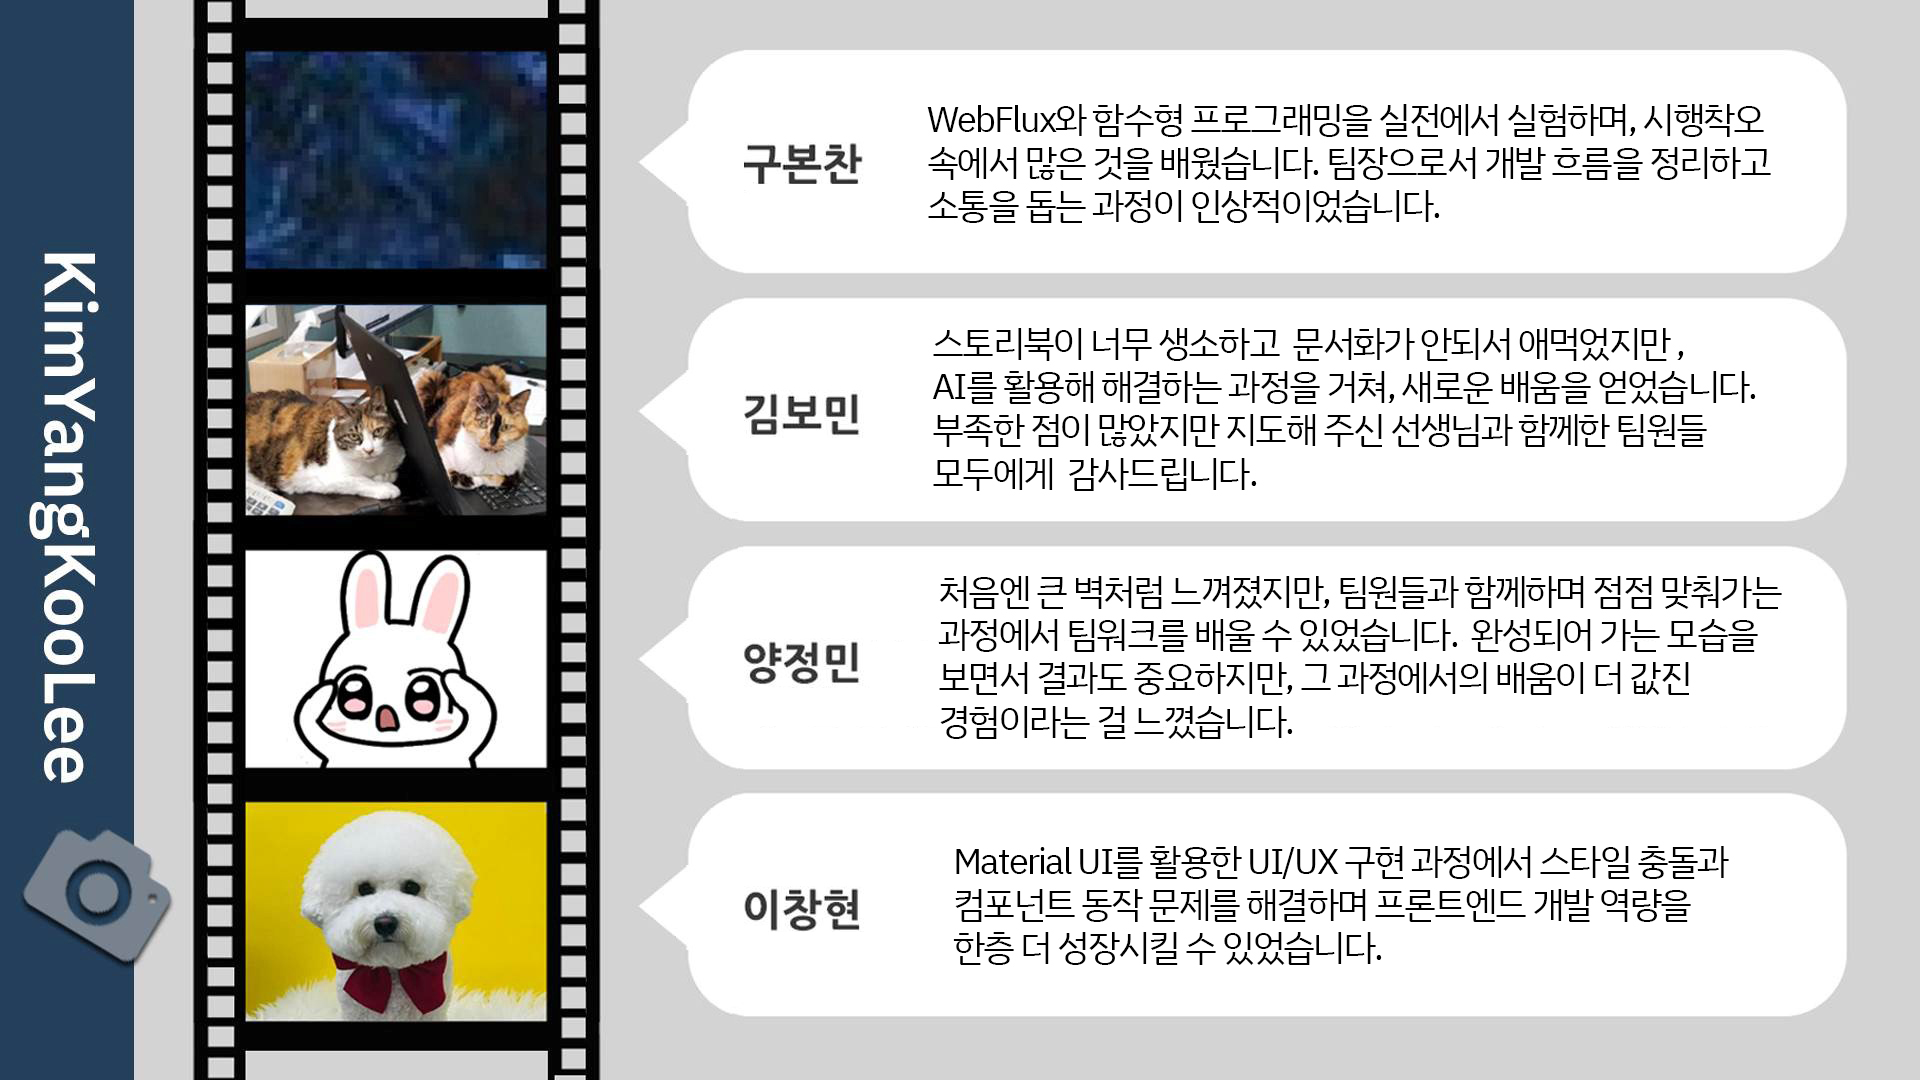 KimYangKooLee
구본찬
WebFlux와 함수형 프로그래밍을 실전에서 실험하며, 시행착오
속에서 많은 것을 배웠습니다. 팀장으로서 개발 흐름을 정리하고
소통을 돕는 과정이 인상적이었습니다.
김보민
스토리북이 너무 생소하고 문서화가 안되서 애먹었지만 ,
AI를 활용해 해결하는 과정을 거쳐, 새로운 배움을 얻었습니다.
부족한 점이 많았지만 지도해 주신 선생님과 함께한 팀원들
모두에게 감사드립니다.
양정민
처음엔 큰 벽처럼 느껴졌지만, 팀원들과 함께하며 점점 맞춰가는
과정에서 팀워크를 배울 수 있었습니다. 완성되어 가는 모습을
보면서 결과도 중요하지만, 그 과정에서의 배움이 더 값진
경험이라는 걸 느꼈습니다.
이창현
Material UI를 활용한 UI/UX 구현 과정에서 스타일 충돌과
컴포넌트 동작 문제를 해결하며 프론트엔드 개발 역량을
한층 더 성장시킬 수 있었습니다.